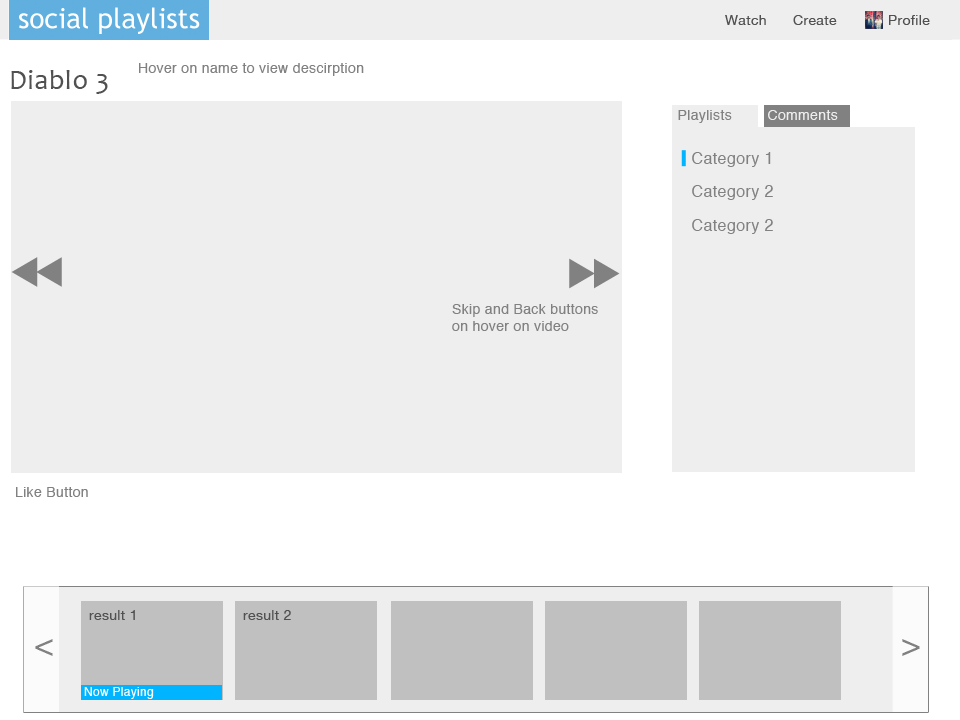 social playlists
Watch Create Profile
Hover on name to view descirption
Diablo 3
Playlists Comments
Category 1
Category 2
Category 2
Skip and Back buttons
on hover on video
Like Button
result 1 result 2
< >
Now Playing